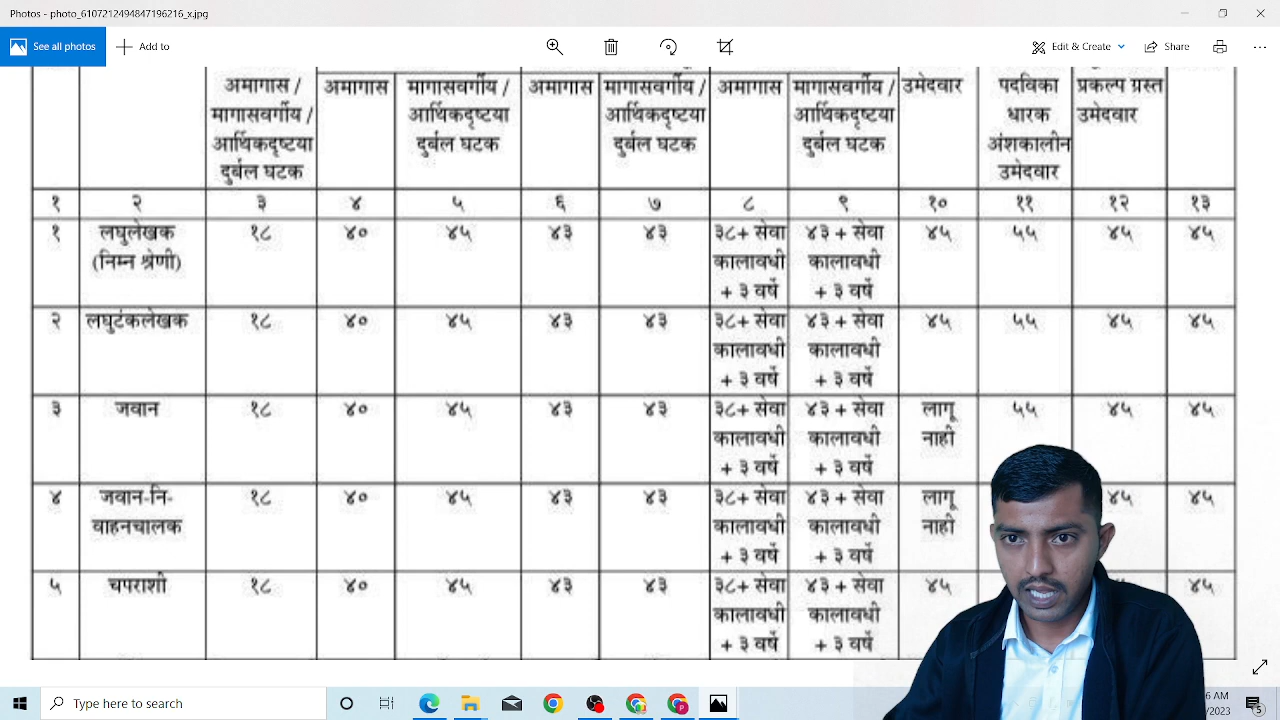 Photos - photo_6107212494847196216_x.jpg
See all photos
Add to
Edit & Create
Share
अमागास / मागासवर्गीय / आर्थिकदृष्टया दुर्बल घटक
अमागास
मागासवर्गीय / आर्थिकदृष्टया दुर्बल घटक
अमागास
मागासवर्गीय / आर्थिकदृष्टया दुर्बल घटक
अमागास
मागासवर्गीय / आर्थिकदृष्टया दुर्बल घटक
उमेदवार
पदविका धारक अंशकालीन उमेदवार
प्रकल्प ग्रस्त उमेदवार
१ २ ३ ४ ५ ६ ७ ८ ९ १० ११ १२ १३
१ लघुलेखक १८ ४० ४५ ४३ ४३ ३८+ सेवा ४३ + सेवा ४५ ५५ ४५ ४५
(निम्न श्रेणी) कालावधी कालावधी
+ ३ वर्षे + ३ वर्षे
२ लघुटंकलेखक १८ ४० ४५ ४३ ४३ ३८+ सेवा ४३ + सेवा ४५ ५५ ४५ ४५
कालावधी कालावधी
+ ३ वर्षे + ३ वर्षे
३ जवान १८ ४० ४५ ४३ ४३ ३८+ सेवा ४३ + सेवा लागू ५५ ४५ ४५
कालावधी कालावधी नाही
+ ३ वर्षे + ३ वर्षे
४ जवान-नि- १८ ४० ४५ ४३ ४३ ३८+ सेवा ४३ + सेवा लागू ४५ ४५
वाहनचालक कालावधी कालावधी नाही
+ ३ वर्षे + ३ वर्षे
५ चपराशी १८ ४० ४५ ४३ ४३ ३८+ सेवा ४३ + सेवा ४५ ४५
कालावधी कालावधी
+ ३ वर्षे + ३ वर्षे
Type here to search